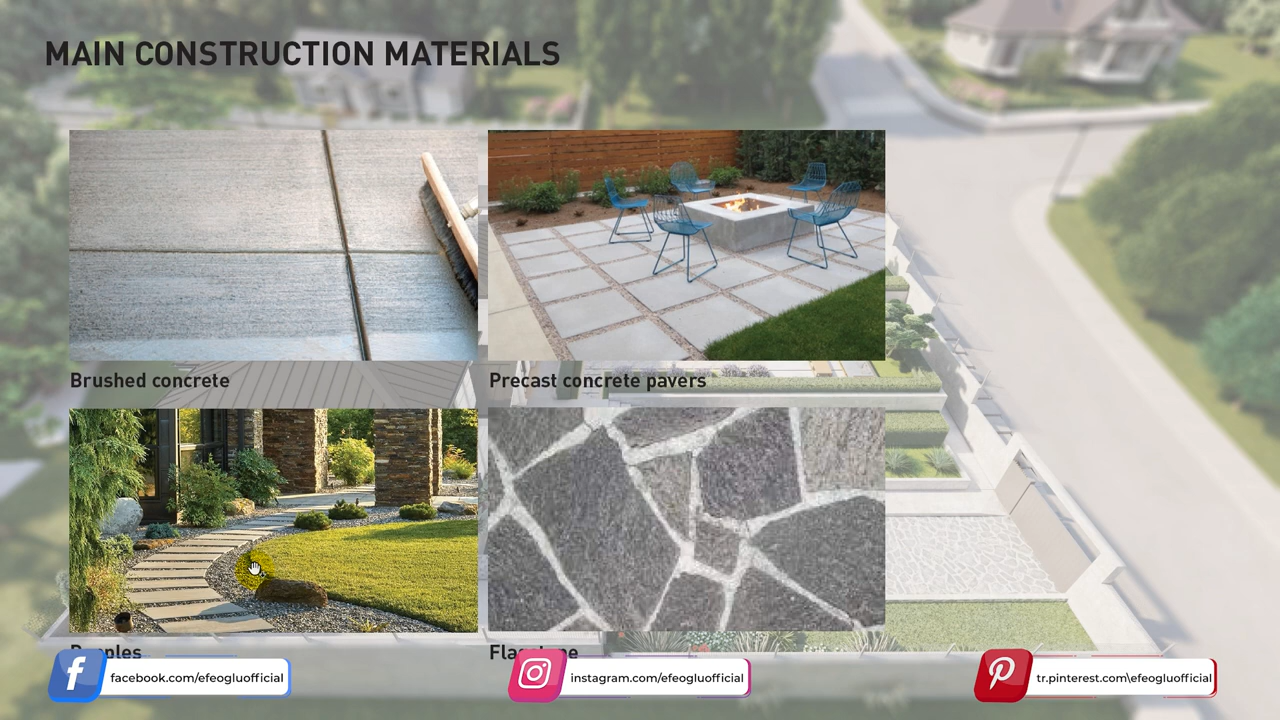 MAIN CONSTRUCTION MATERIALS
Brushed concrete
Precast concrete pavers
facebook.com/efeogluofficial
instagram.com/efeogluofficial
tr.pinterest.com\efeogluofficial